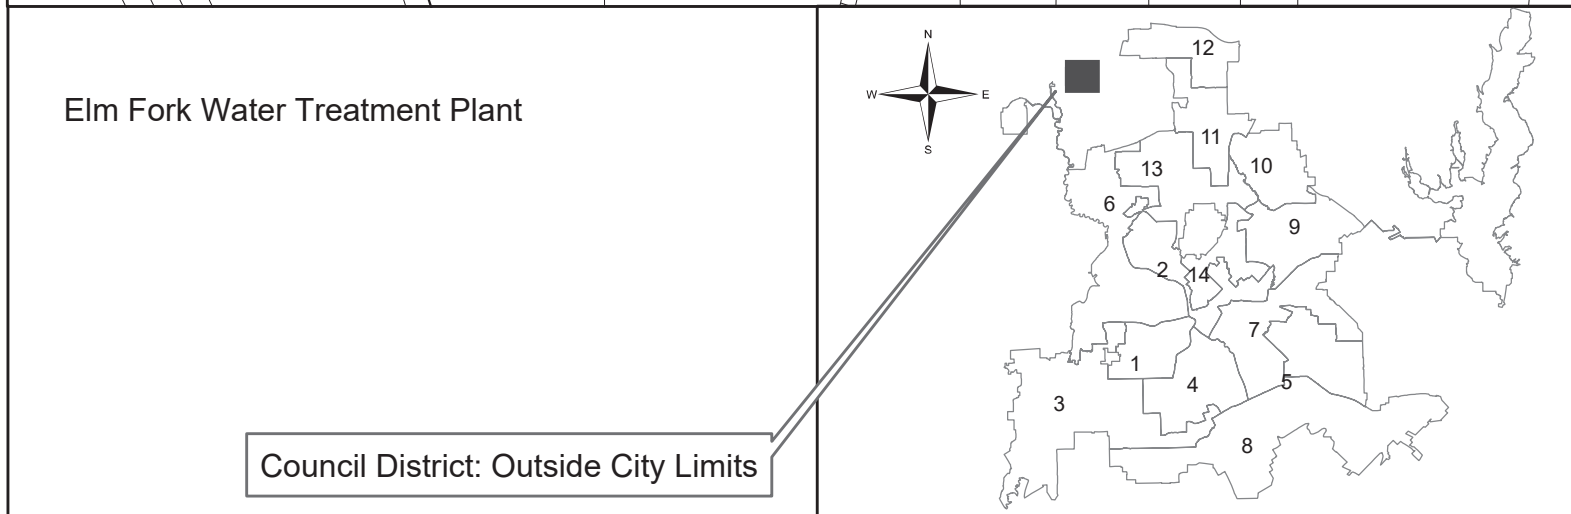 Elm Fork Water Treatment Plant
Council District: Outside City Limits
N
W
E
S
12
11
10
13
6
9
2
14
7
1
4
5
3
8